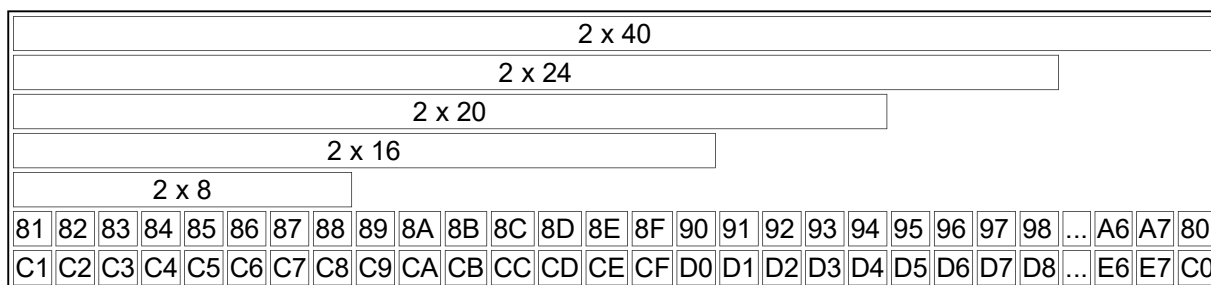 2 x 40
2 x 24
2 x 20
2 x 16
2 x 8
81 82 83 84 85 86 87 88 89 8A 8B 8C 8D 8E 8F 90 91 92 93 94 95 96 97 98 ... A6 A7 80
C1 C2 C3 C4 C5 C6 C7 C8 C9 CA CB CC CD CE CF D0 D1 D2 D3 D4 D5 D6 D7 D8 ... E6 E7 C0